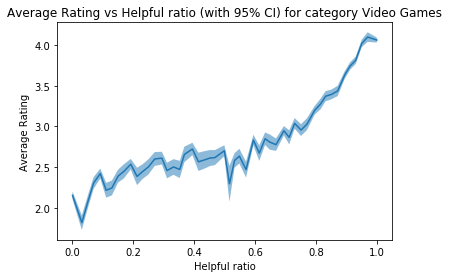 Average Rating vs Helpful ratio (with 95% CI) for category Video Games
Average Rating
4.0
3.5
3.0
2.5
2.0
0.0 0.2 0.4 0.6 0.8 1.0
Helpful ratio